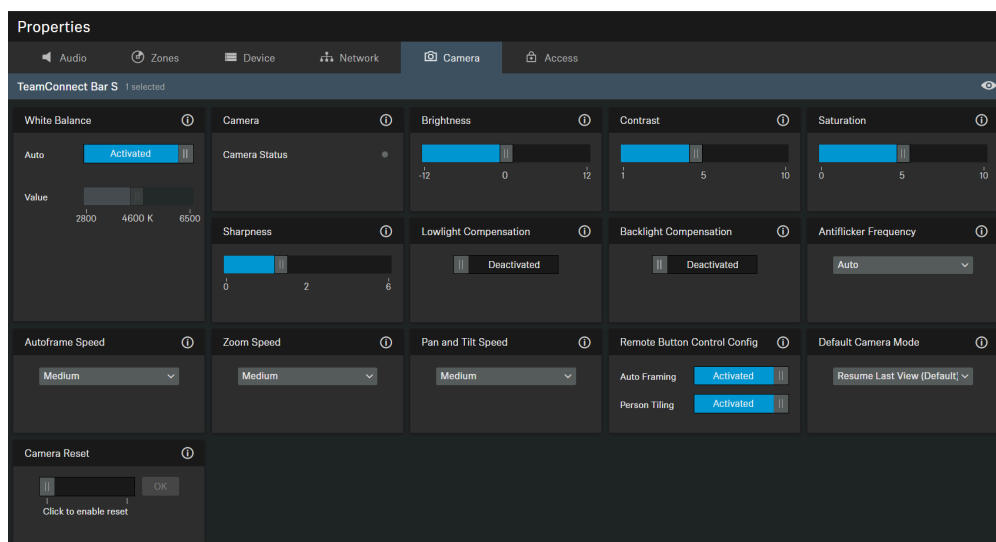 Properties
Audio Zones Device Network Camera Access
TeamConnect Bar S 1 selected
White Balance Camera Brightness Contrast Saturation
Auto Activated
Camera Status
-12 0 12
1 5 10
0 5 10
Value
2800 4600 K 6500
Sharpness Lowlight Compensation Backlight Compensation Antiflicker Frequency
Deactivated Deactivated Auto
0 2 6
Autoframe Speed Zoom Speed Pan and Tilt Speed Remote Button Control Config Default Camera Mode
Medium Medium Medium
Auto Framing Activated
Resume Last View (Default)
Person Tiling Activated
Camera Reset
OK
Click to enable reset